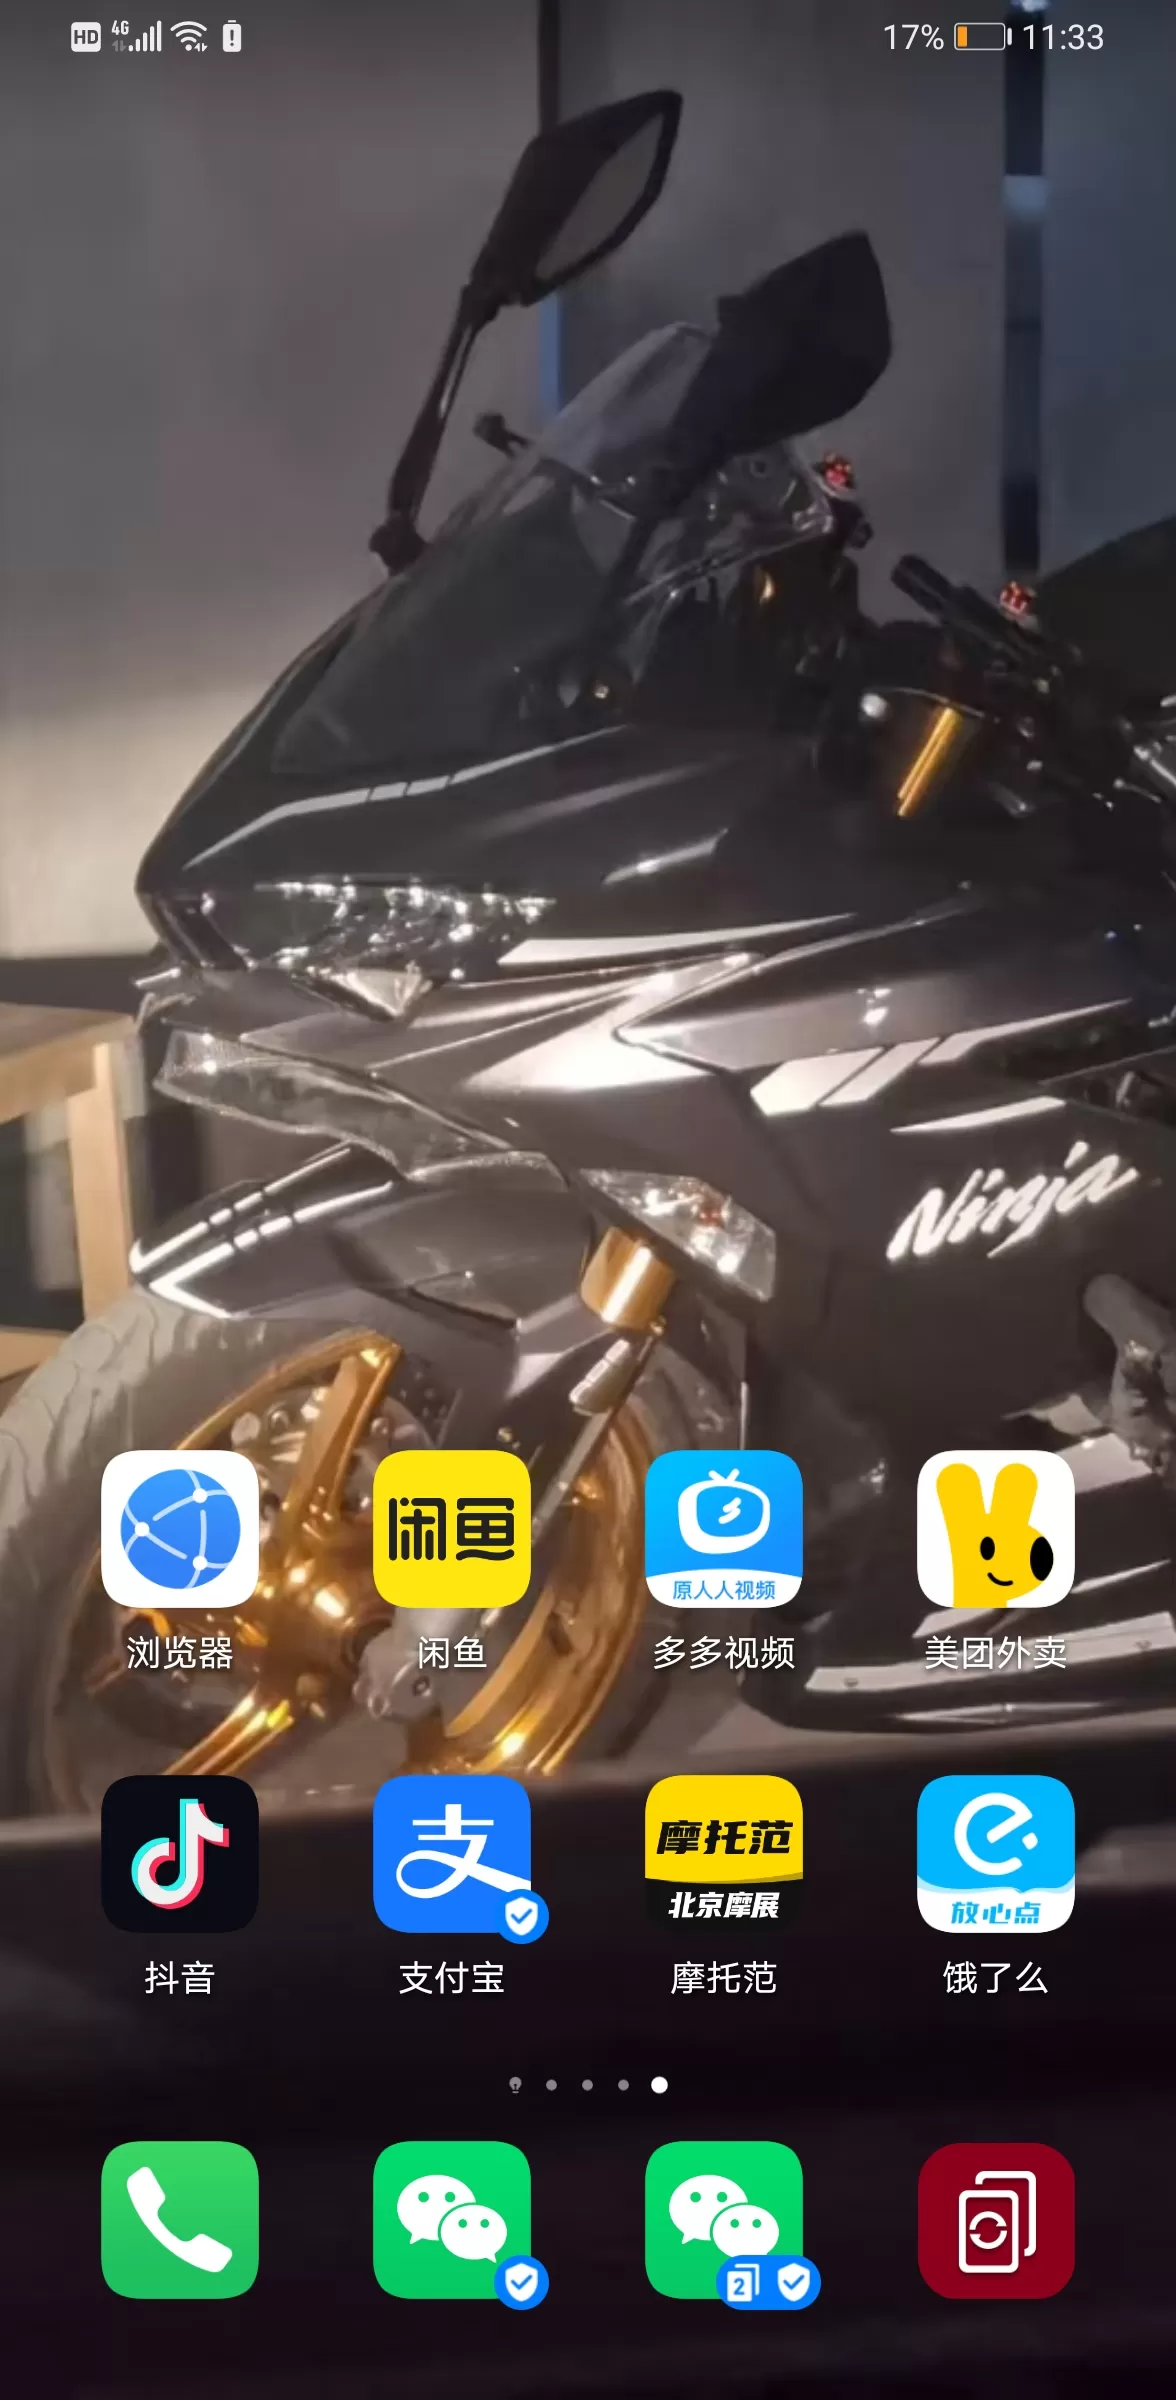 HD 4G 17% 11:33
Ninja
闲鱼
原人人视频
浏览器 闲鱼 多多视频 美团外卖
支 摩托范
北京摩展 放心点
抖音 支付宝 摩托范 饿了么
2